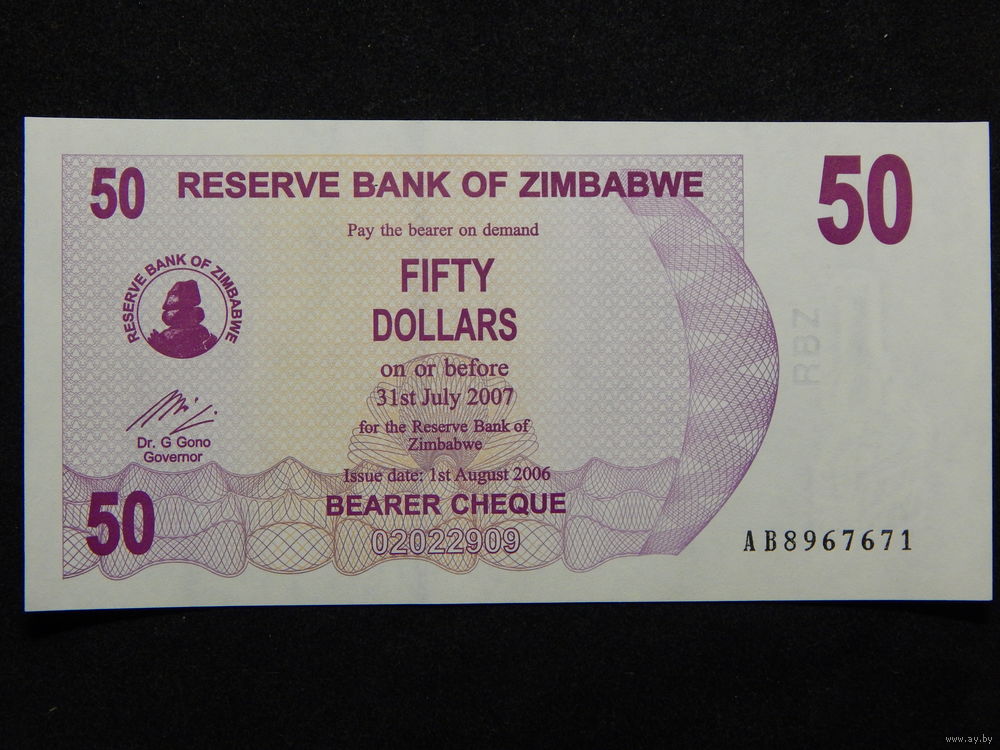 50 RESERVE BANK OF ZIMBABWE 50
Pay the bearer on demand
FIFTY
DOLLARS
RESERVE BANK OF ZIMBABWE
on or before
31st July 2007
for the Reserve Bank of
Zimbabwe
Dr. G Gono
Governor
Issue date: 1st August 2006
50 BEARER CHEQUE
02022909
RBZ
AB8967671
www.ay.by